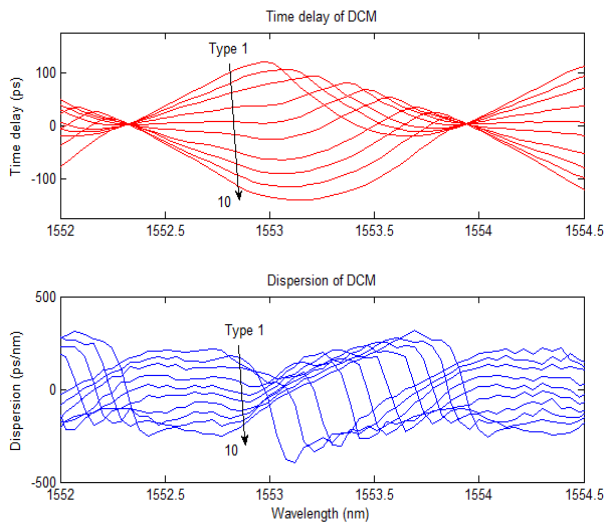 Time delay of DCM
Type 1
100
0
-100
Time delay (ps)
10
1552
1552.5
1553
1553.5
1554
1554.5
Dispersion of DCM
500
Type 1
0
Dispersion (ps/nm)
10
-500
1552
1552.5
1553
1553.5
1554
1554.5
Wavelength (nm)